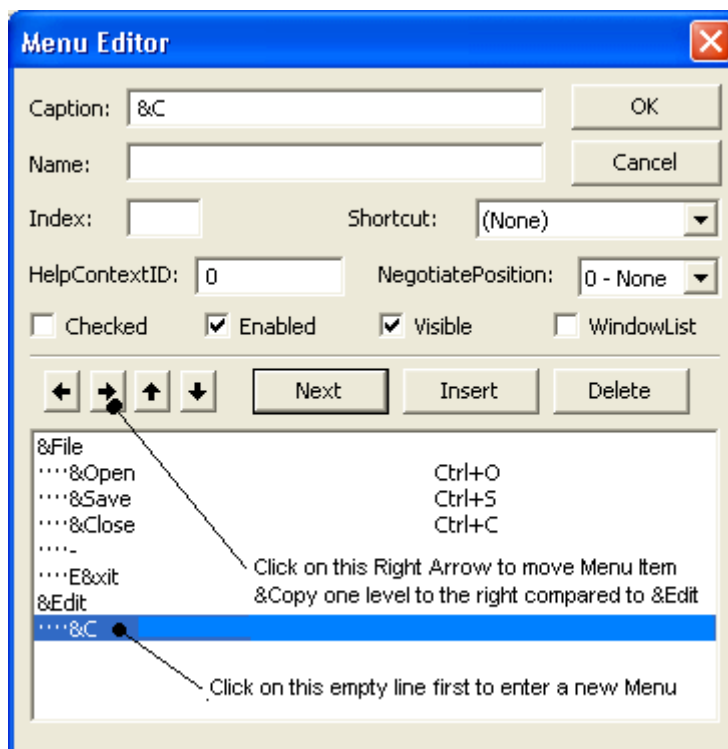 Menu Editor
Caption: &C OK
Name: Cancel
Index: Shortcut: (None)
HelpContextID: 0 NegotiatePosition: 0 - None
Checked Enabled Visible WindowList
Next Insert Delete
&File
····&Open Ctrl+O
····&Save Ctrl+S
····&Close Ctrl+C
····-
····E&xit
Click on this Right Arrow to move Menu Item
&Copy one level to the right compared to &Edit
&Edit
····&C
Click on this empty line first to enter a new Menu